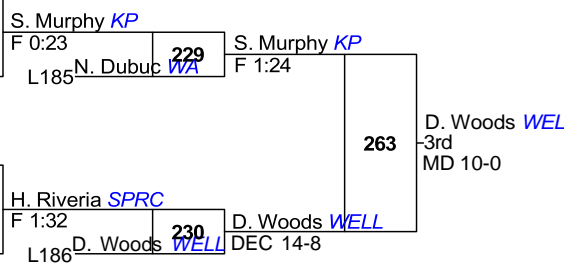 S. Murphy KP
F 0:23
229
S. Murphy KP
L185 N. Dubuc WA
F 1:24
D. Woods WEL
263
3rd
MD 10-0
H. Riveria SPRC
F 1:32
230
D. Woods WELL
L186 D. Woods WELL
DEC 14-8